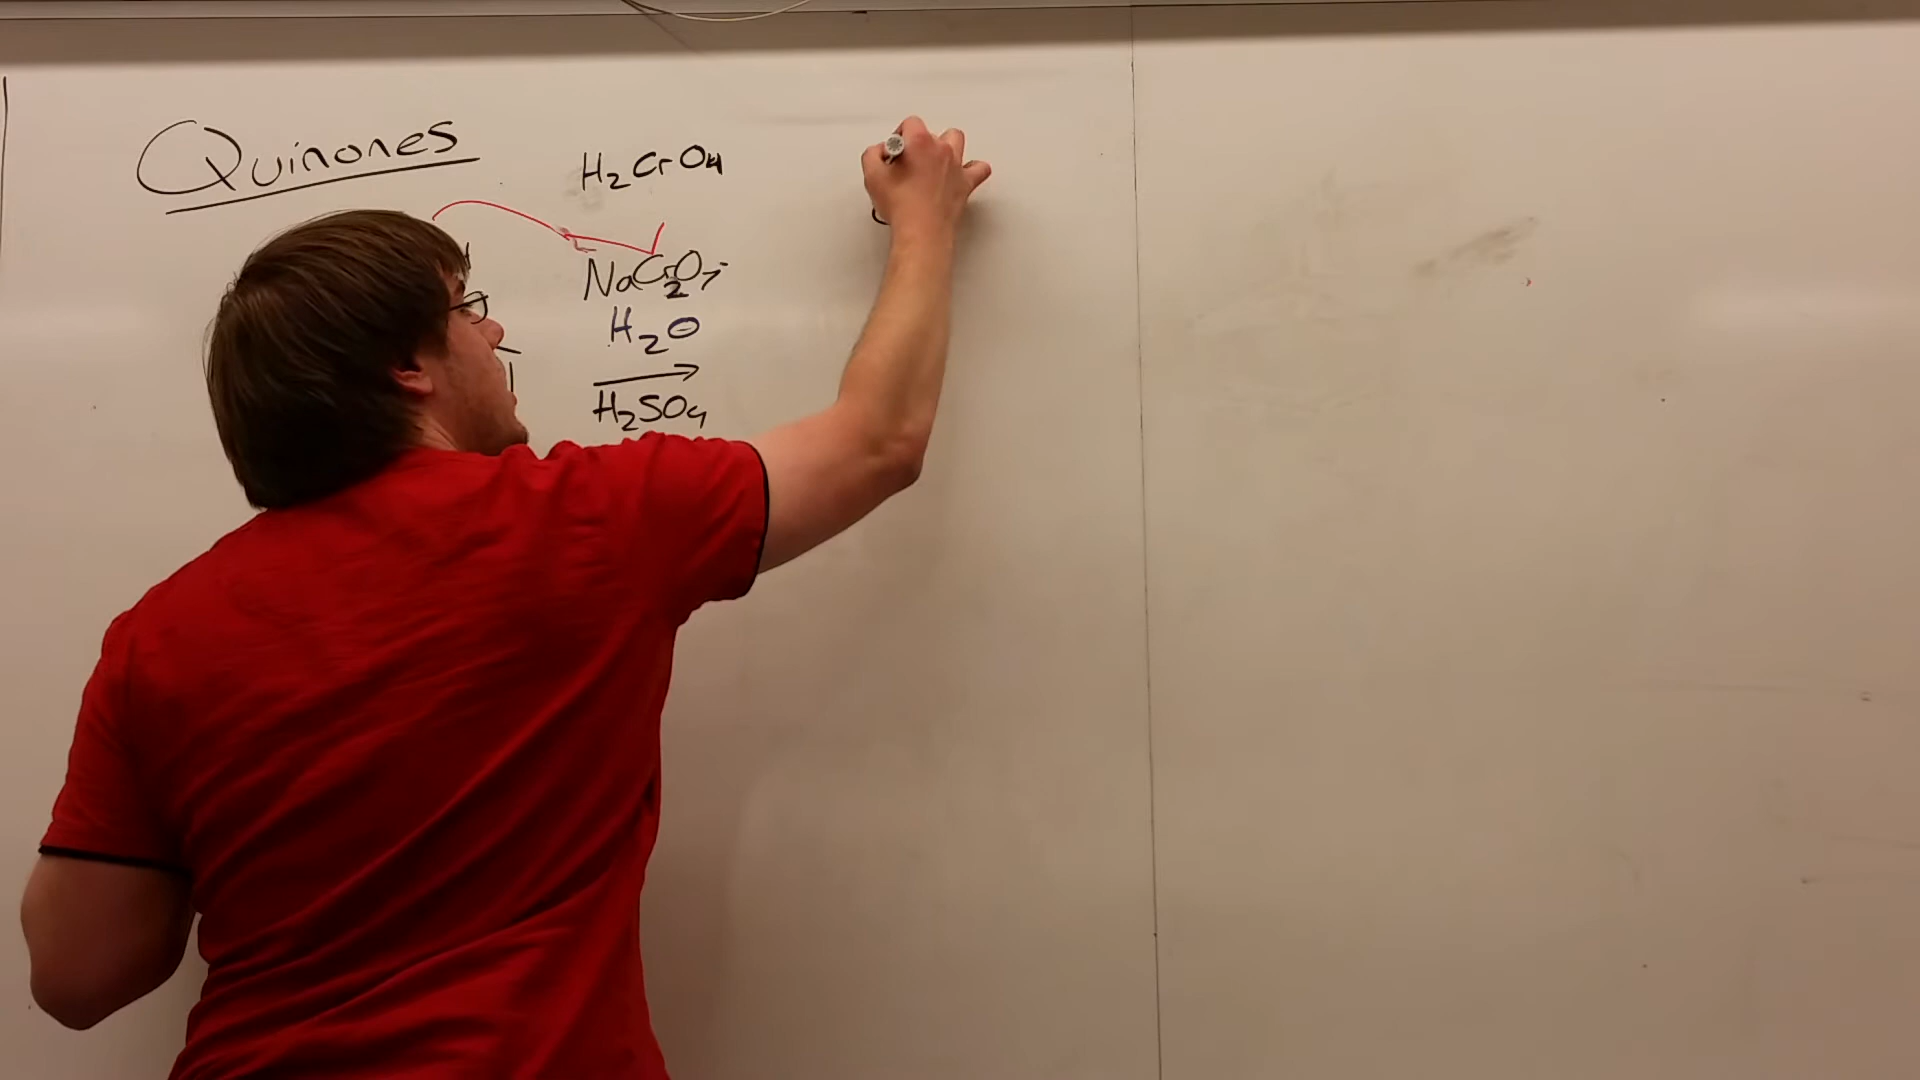 Quinones
H₂CrO₄
NaCr₂O₇
H₂O
H₂SO₄